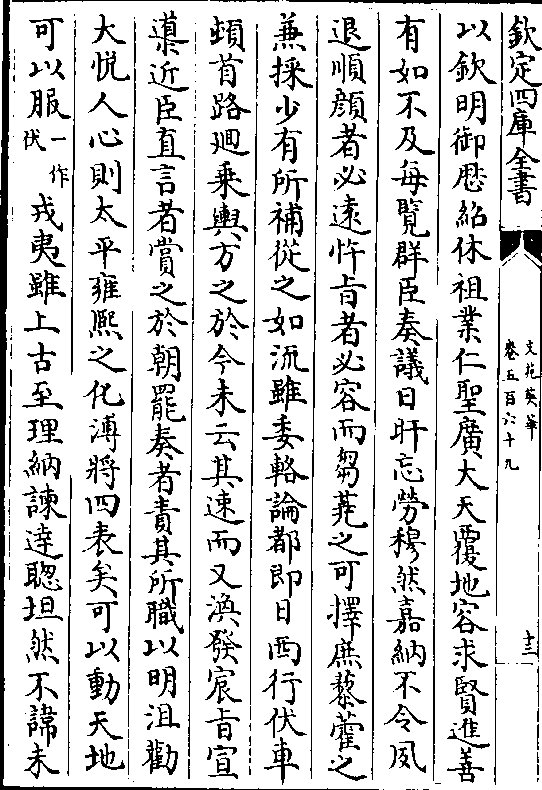 欽定四庫全書
文苑英華
卷五百六十九
十三
以欽明御厯紹休祖業仁聖廣大天覆地容求賢進善
有如不及每覽群臣奏議日旰忘勞穆然嘉納不令夙
退順顔者必遠忤旨者必容而芻蕘之可擇庶藜藿之
兼採少有所補從之如流雖委輅論都即日西行伏車
頓首路廻乗輿方之於今未云其速而又渙發宸旨宣
導近臣直言者賞之於朝罷奏者責其所職以明沮勸
大恱人心則太平雍熙之化溥將四表矣可以動天地
可以服一作伏戎夷雖上古至理納諫逹聰坦然不諱未